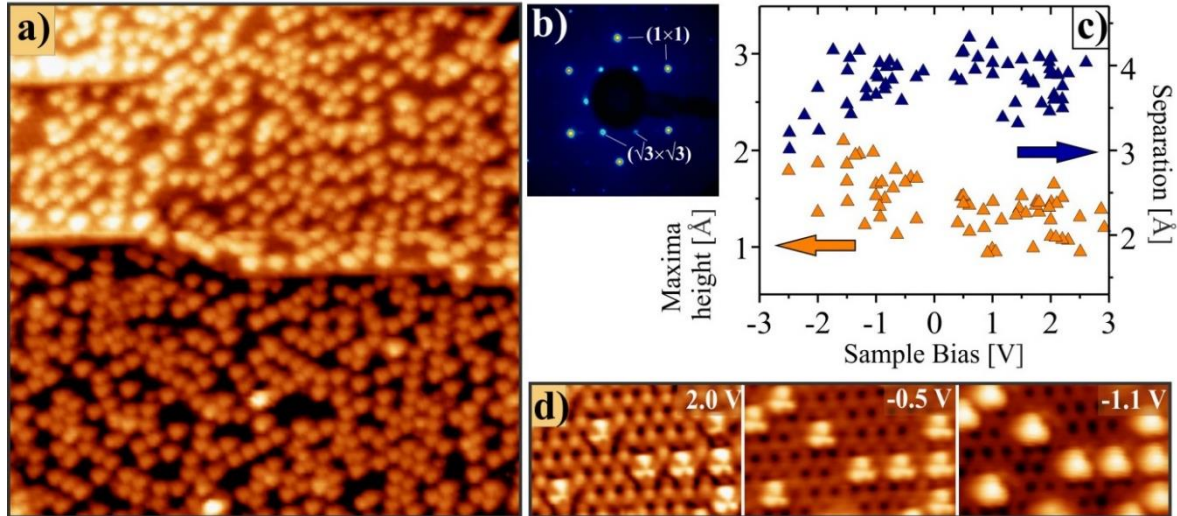 a)
b)
(1×1)
(√3×√3)
c)
3
2
1
Maxima
height [Å]
4
3
2
Separation [Å]
-3 -2 -1 0 1 2 3
Sample Bias [V]
d)
2.0 V
-0.5 V
-1.1 V